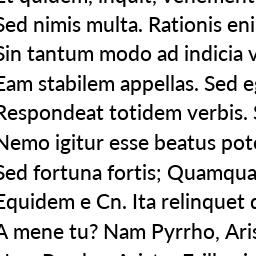 Et quidem, inquit, vehement
Sed nimis multa. Rationis eni
Sin tantum modo ad indicia v
Eam stabilem appellas. Sed e
Respondeat totidem verbis. S
Nemo igitur esse beatus pot
Sed fortuna fortis; Quamqua
Equidem e Cn. Ita relinquet
A mene tu? Nam Pyrrho, Aris